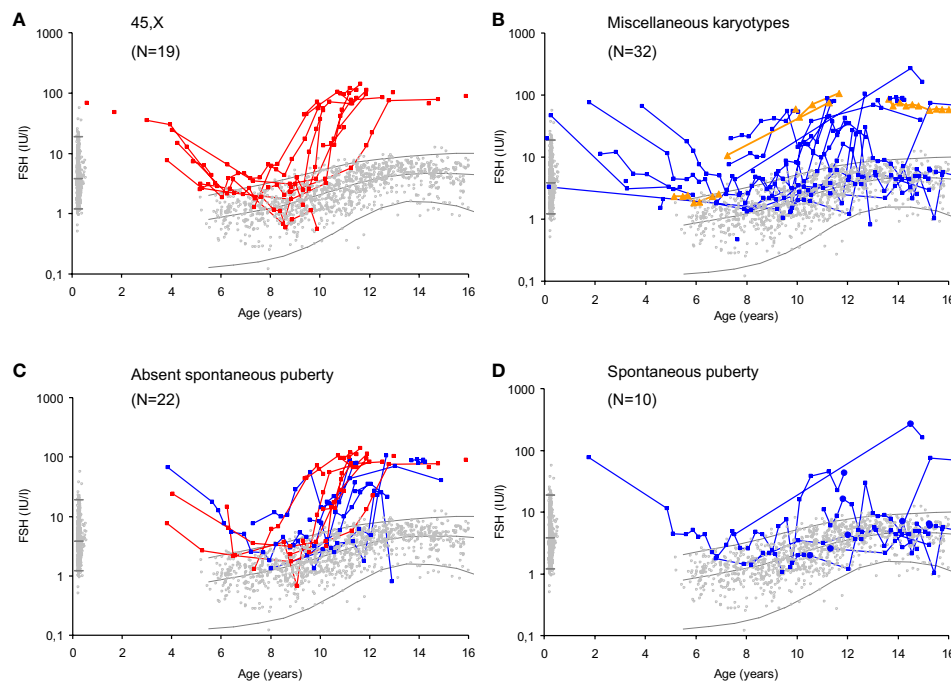 A
45,X
(N=19)
1000
100
10
1
0,1
FSH (IU/l)
0 2 4 6 8 10 12 14 16
Age (years)
B
Miscellaneous karyotypes
(N=32)
1000
100
10
1
0,1
FSH (IU/l)
0 2 4 6 8 10 12 14 16
Age (years)
C
Absent spontaneous puberty
(N=22)
1000
100
10
1
0,1
FSH (IU/l)
0 2 4 6 8 10 12 14 16
Age (years)
D
Spontaneous puberty
(N=10)
1000
100
10
1
0,1
FSH (IU/l)
0 2 4 6 8 10 12 14 16
Age (years)